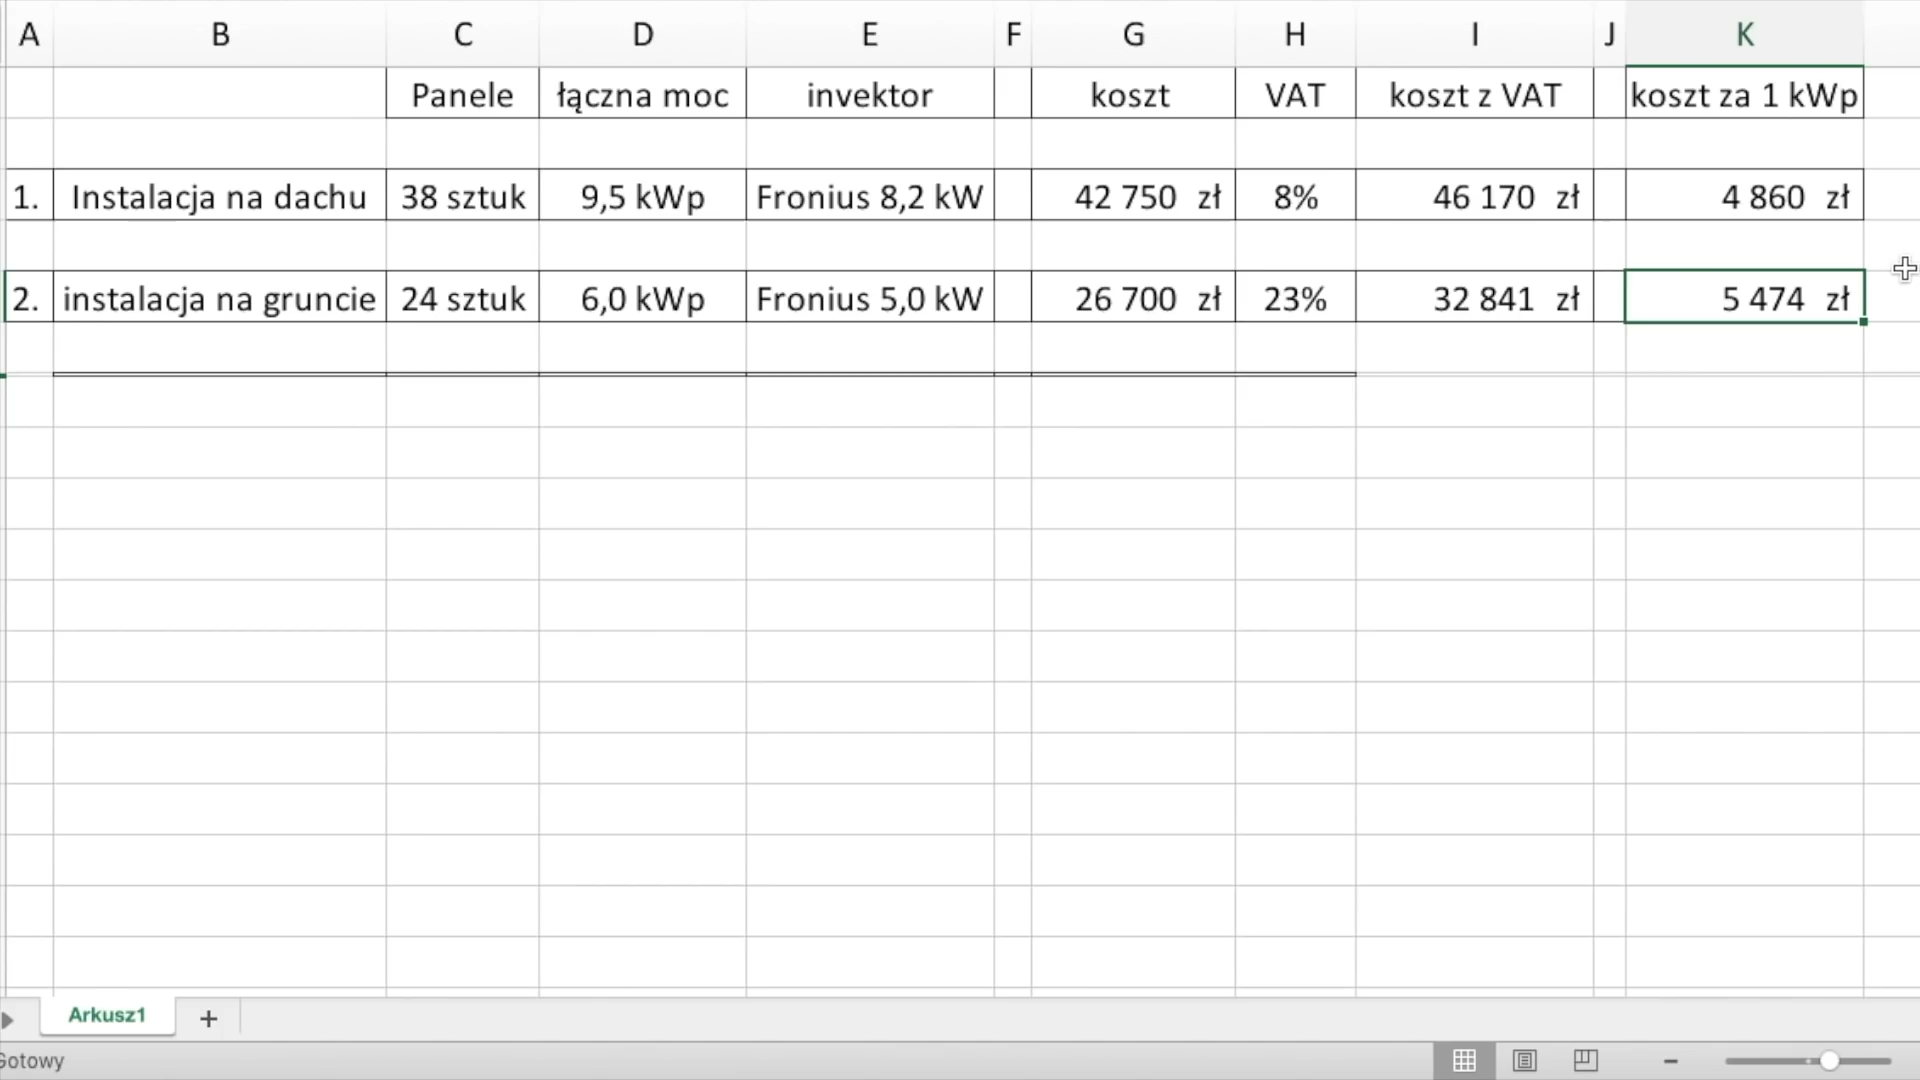 A B C D E F G H I J K
Panele łączna moc invektor koszt VAT koszt z VAT koszt za 1 kWp
1. Instalacja na dachu 38 sztuk 9,5 kWp Fronius 8,2 kW 42 750 zł 8% 46 170 zł 4 860 zł
2. instalacja na gruncie 24 sztuk 6,0 kWp Fronius 5,0 kW 26 700 zł 23% 32 841 zł 5 474 zł
Arkusz1 +
Gotowy